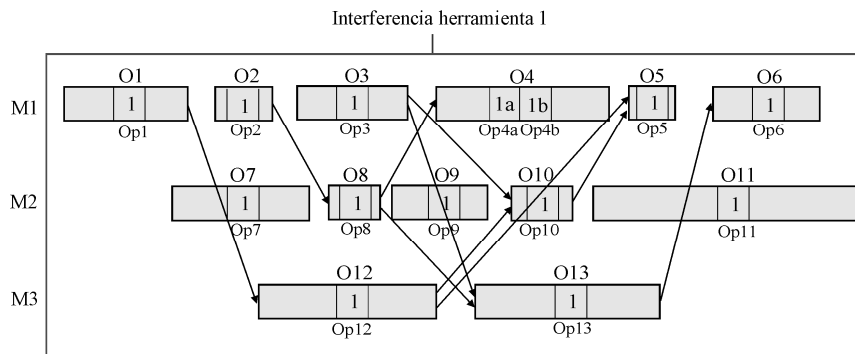 Interferencia herramienta 1
O1 O2 O3 O4 O5 O6
M1 1 1 1 1a 1b 1 1
Op1 Op2 Op3 Op4a Op4b Op5 Op6
O7 O8 O9 O10 O11
M2 1 1 1 1 1
Op7 Op8 Op9 Op10 Op11
O12 O13
M3 1 1
Op12 Op13